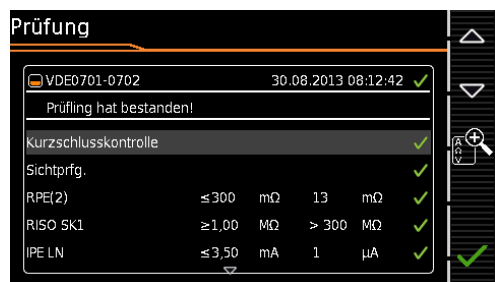 Prüfung
VDE0701-0702 30.08.2013 08:12:42
Prüfling hat bestanden!
Kurzschlusskontrolle
Sichtprfg.
RPE(2) ≤300 mΩ 13 mΩ
RISO SK1 ≥1,00 MΩ > 300 MΩ
IPE LN ≤3,50 mA 1 µA
A
Ω
V